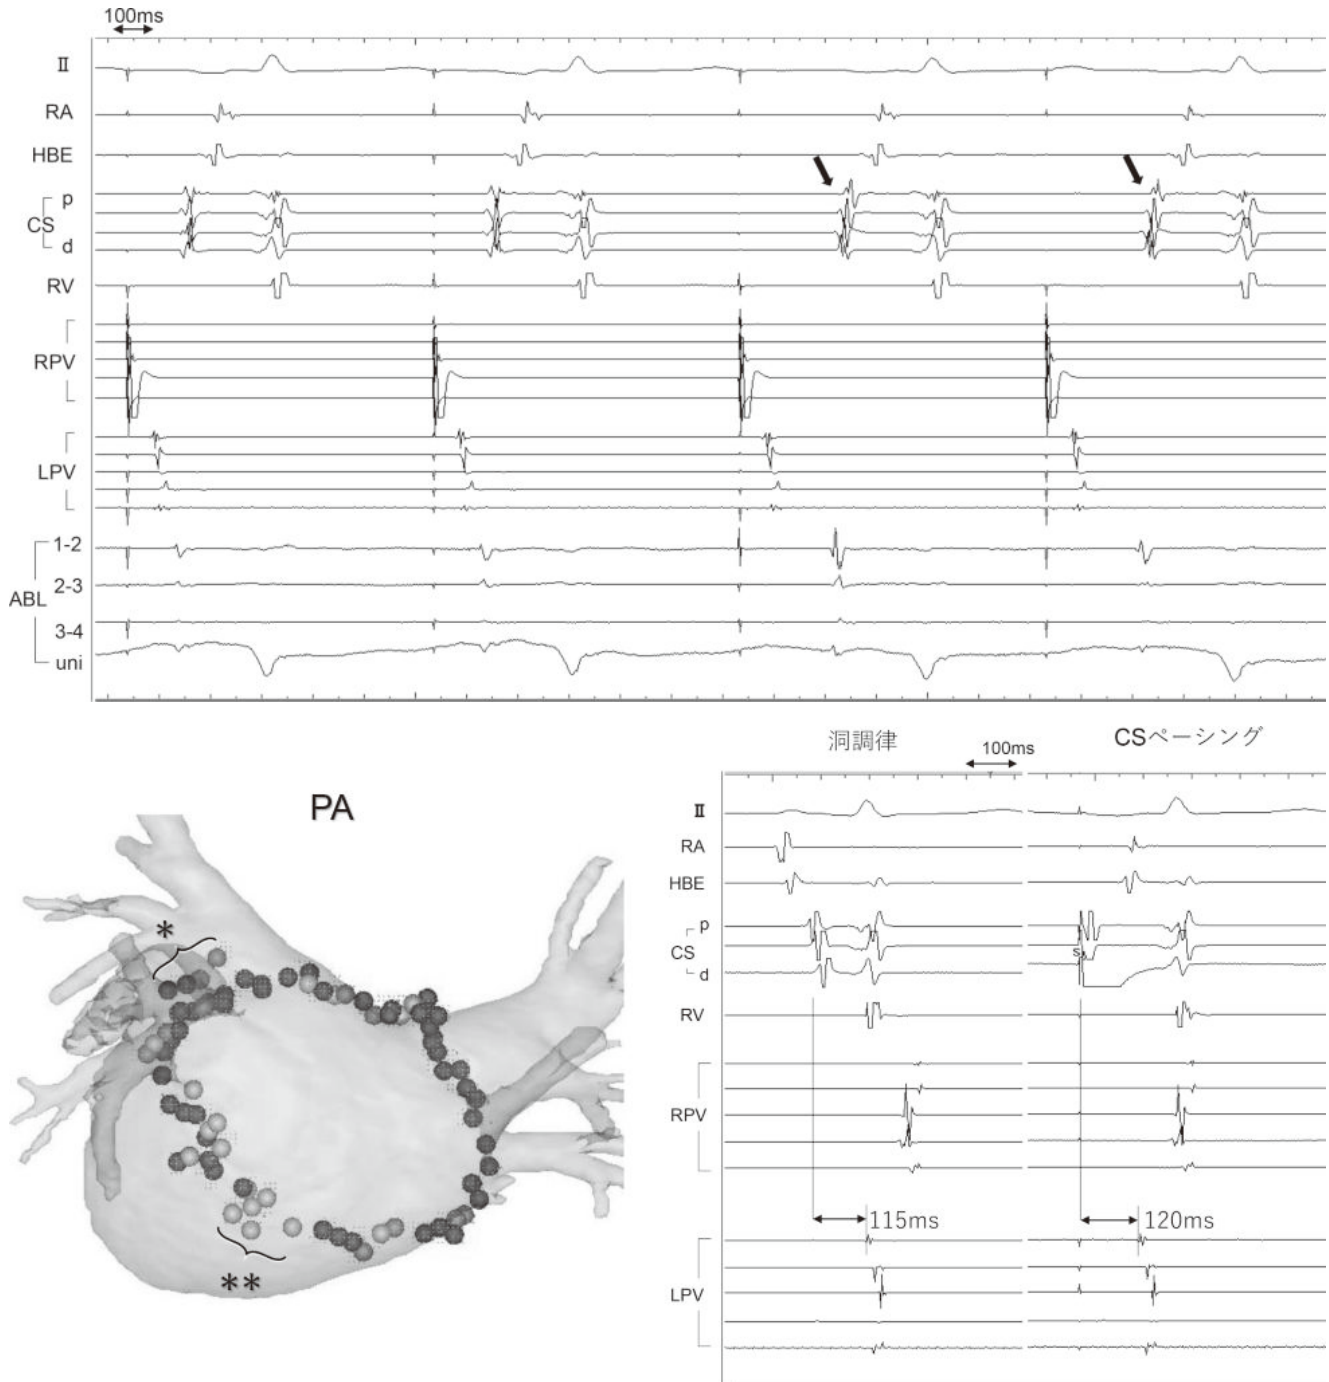 100ms
II
RA
HBE
p
CS
d
RV
RPV
LPV
1-2
2-3
ABL
3-4
uni
PA
*
**
洞調律
CSペーシング
100ms
II
RA
HBE
p
CS
d
S
RV
RPV
115ms
120ms
LPV